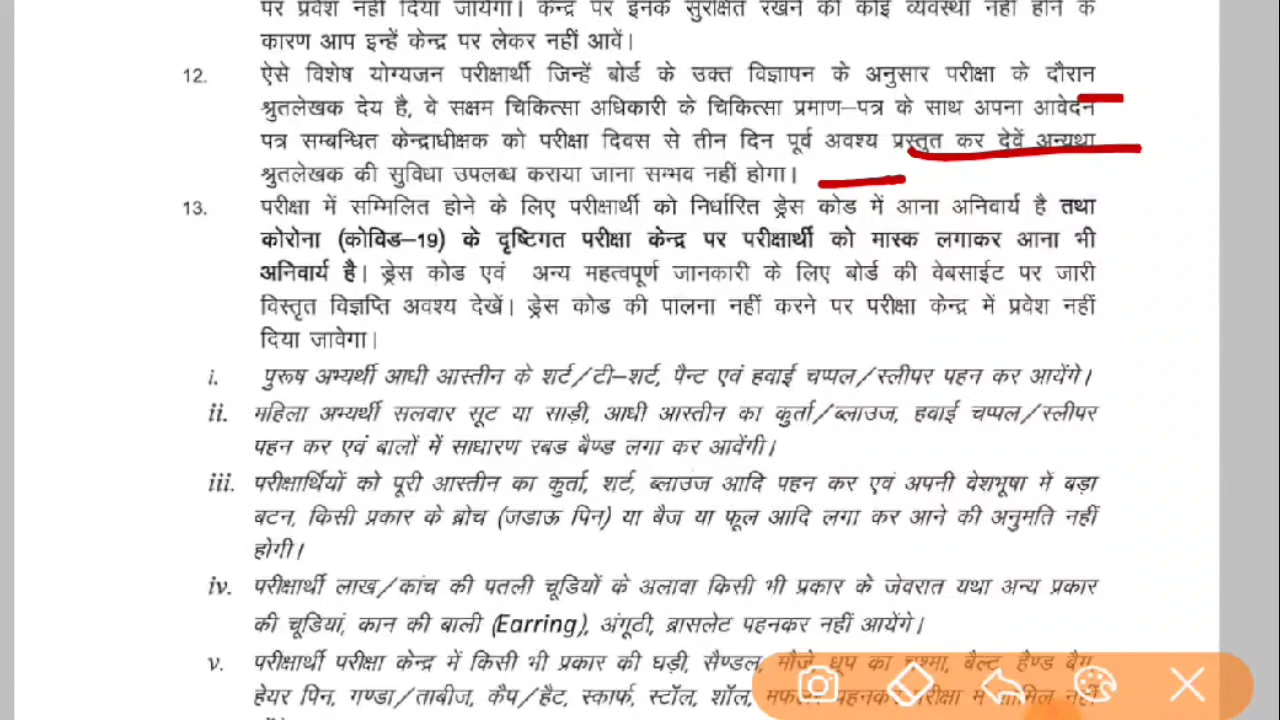 पर प्रवेश नहीं दिया जायेगा। केन्द्र पर इनके सुरक्षित रखने की कोई व्यवस्था नहीं होने के
कारण आप इन्हें केन्द्र पर लेकर नहीं आवें।
12. ऐसे विशेष योग्यजन परीक्षार्थी जिन्हें बोर्ड के उक्त विज्ञापन के अनुसार परीक्षा के दौरान
श्रुतलेखक देय है, वे सक्षम चिकित्सा अधिकारी के चिकित्सा प्रमाण–पत्र के साथ अपना आवेदन
पत्र सम्बन्धित केन्द्राधीक्षक को परीक्षा दिवस से तीन दिन पूर्व अवश्य प्रस्तुत कर देवें अन्यथा
श्रुतलेखक की सुविधा उपलब्ध कराया जाना सम्भव नहीं होगा।
13. परीक्षा में सम्मिलित होने के लिए परीक्षार्थी को निर्धारित ड्रेस कोड में आना अनिवार्य है तथा
कोरोना (कोविड–19) के दृष्टिगत परीक्षा केन्द्र पर परीक्षार्थी को मास्क लगाकर आना भी
अनिवार्य है। ड्रेस कोड एवं अन्य महत्वपूर्ण जानकारी के लिए बोर्ड की वेबसाईट पर जारी
विस्तृत विज्ञप्ति अवश्य देखें। ड्रेस कोड की पालना नहीं करने पर परीक्षा केन्द्र में प्रवेश नहीं
दिया जावेगा।
i. पुरूष अभ्यर्थी आधी आस्तीन के शर्ट/टी–शर्ट, पैन्ट एवं हवाई चप्पल/स्लीपर पहन कर आयेंगे।
ii. महिला अभ्यर्थी सलवार सूट या साड़ी, आधी आस्तीन का कुर्ता/ब्लाउज, हवाई चप्पल/स्लीपर
पहन कर एवं बालों में साधारण रबड बैण्ड लगा कर आवेंगी।
iii. परीक्षार्थियों को पूरी आस्तीन का कुर्ता, शर्ट, ब्लाउज आदि पहन कर एवं अपनी वेशभूषा में बड़ा
बटन, किसी प्रकार के ब्रोच (जडाऊ पिन) या बैज या फूल आदि लगा कर आने की अनुमति नहीं
होगी।
iv. परीक्षार्थी लाख/कांच की पतली चूडियों के अलावा किसी भी प्रकार के जेवरात यथा अन्य प्रकार
की चूडियां, कान की बाली (Earring), अंगूठी, ब्रासलेट पहनकर नहीं आयेंगे।
v. परीक्षार्थी परीक्षा केन्द्र में किसी भी प्रकार की घड़ी, सैण्डल, मौजे, धूप का चश्मा, बैल्ट, हैण्ड बैग,
हेयर पिन, गण्डा/ताबीज, कैप/हैट, स्कार्फ, स्टॉल, शॉल, मफलर पहनकर परीक्षा में शामिल नहीं